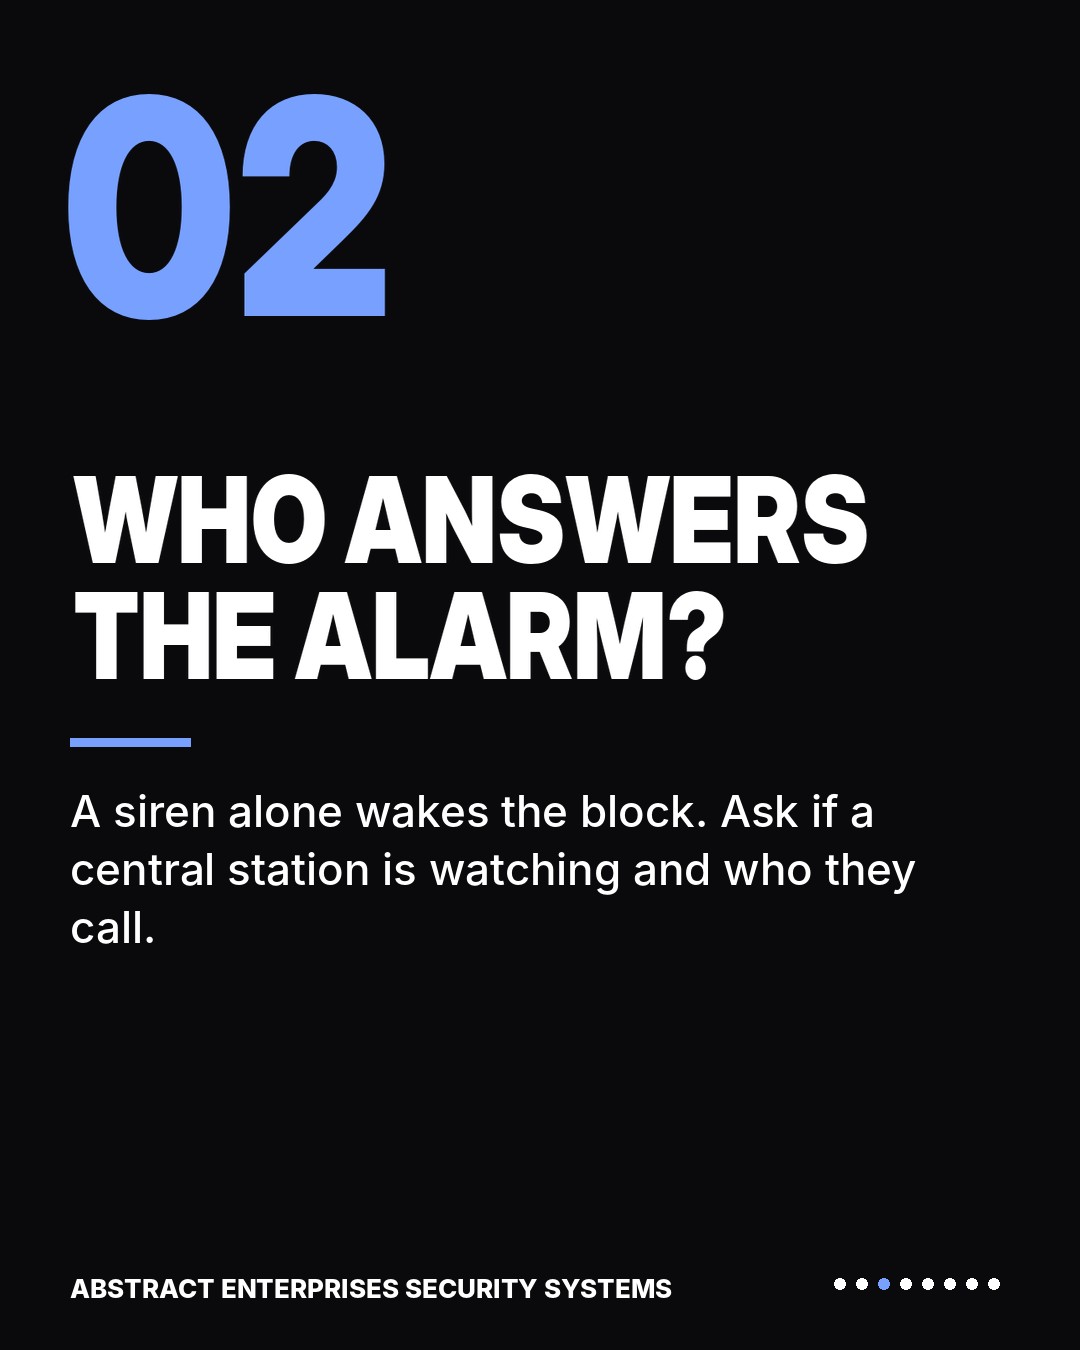 02
WHO ANSWERS
THE ALARM?
A siren alone wakes the block. Ask if a
central station is watching and who they
call.
ABSTRACT ENTERPRISES SECURITY SYSTEMS